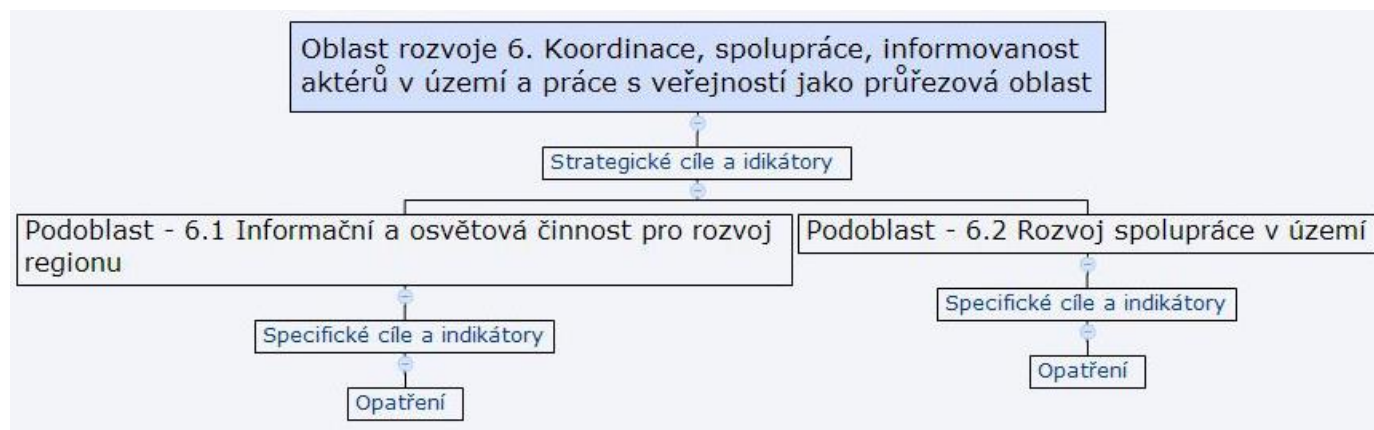 Oblast rozvoje 6. Koordinace, spolupráce, informovanost
aktérů v území a práce s veřejností jako průřezová oblast
Strategické cíle a idikátory
Podoblast - 6.1 Informační a osvětová činnost pro rozvoj
regionu
Specifické cíle a indikátory
Opatření
Podoblast - 6.2 Rozvoj spolupráce v území
Specifické cíle a indikátory
Opatření